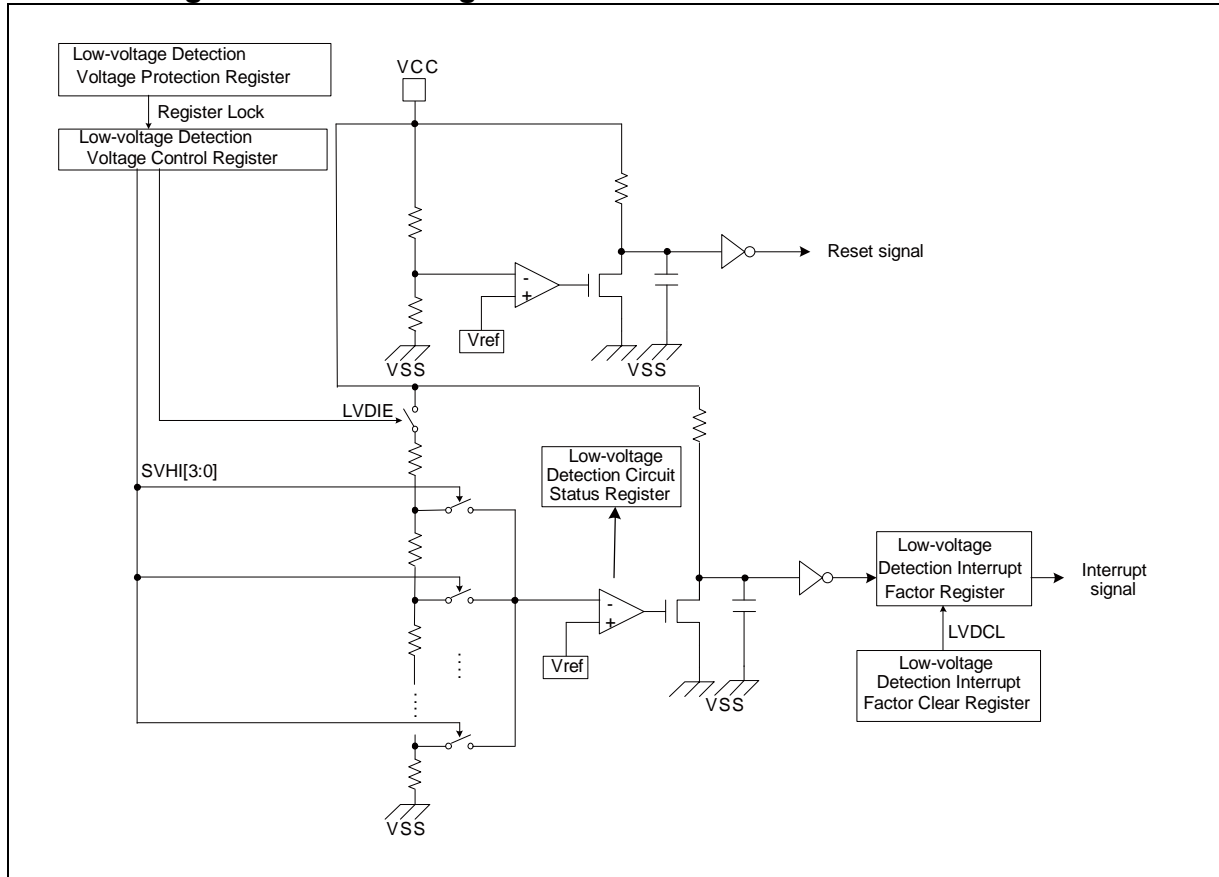 Low-voltage Detection
Voltage Protection Register
Register Lock
Low-voltage Detection
Voltage Control Register
VCC
Reset signal
-
+
Vref
VSS
VSS
LVDIE
SVHI[3:0]
Low-voltage
Detection Circuit
Status Register
-
+
Vref
VSS
Low-voltage
Detection Interrupt
Factor Register
Interrupt
signal
LVDCL
Low-voltage
Detection Interrupt
Factor Clear Register
VSS